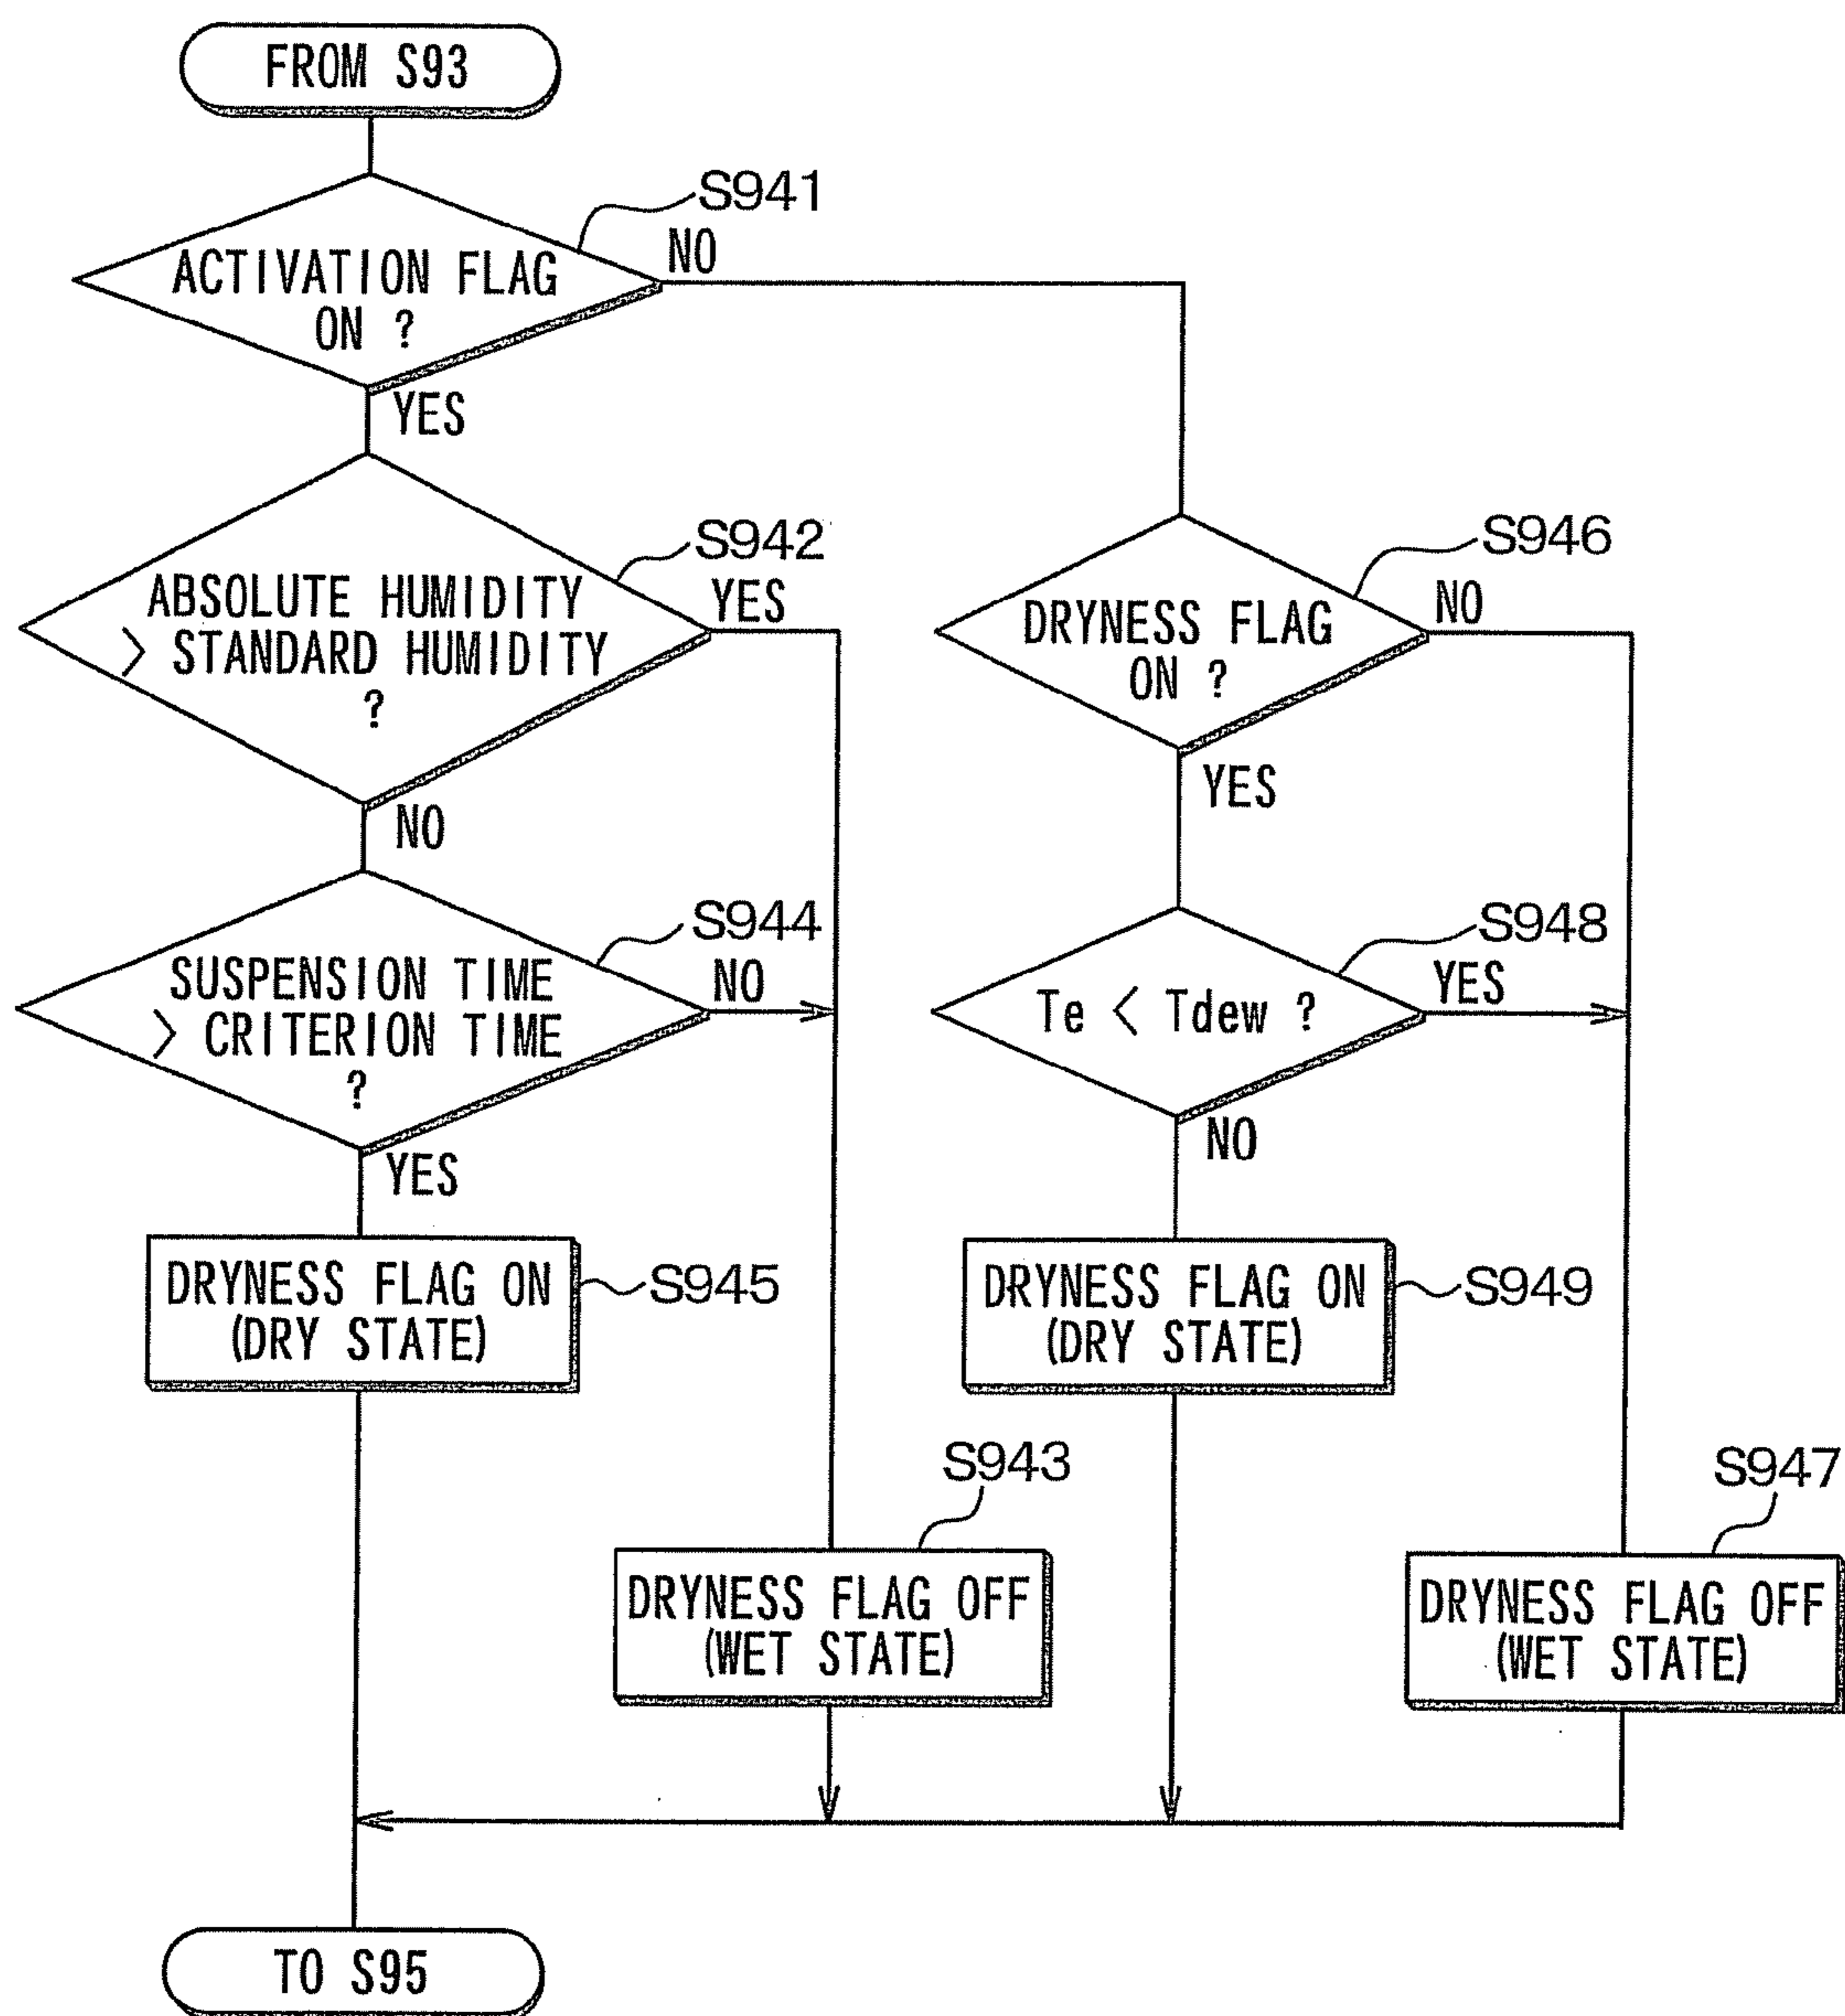 FROM S93
S941
NO
ACTIVATION FLAG
ON ?
YES
S942
YES
ABSOLUTE HUMIDITY
> STANDARD HUMIDITY
?
NO
S946
NO
DRYNESS FLAG
ON ?
YES
S944
NO
SUSPENSION TIME
> CRITERION TIME
?
YES
S948
YES
Te < Tdew ?
NO
DRYNESS FLAG ON
(DRY STATE)
S945
DRYNESS FLAG ON
(DRY STATE)
S949
S943
DRYNESS FLAG OFF
(WET STATE)
S947
DRYNESS FLAG OFF
(WET STATE)
TO S95